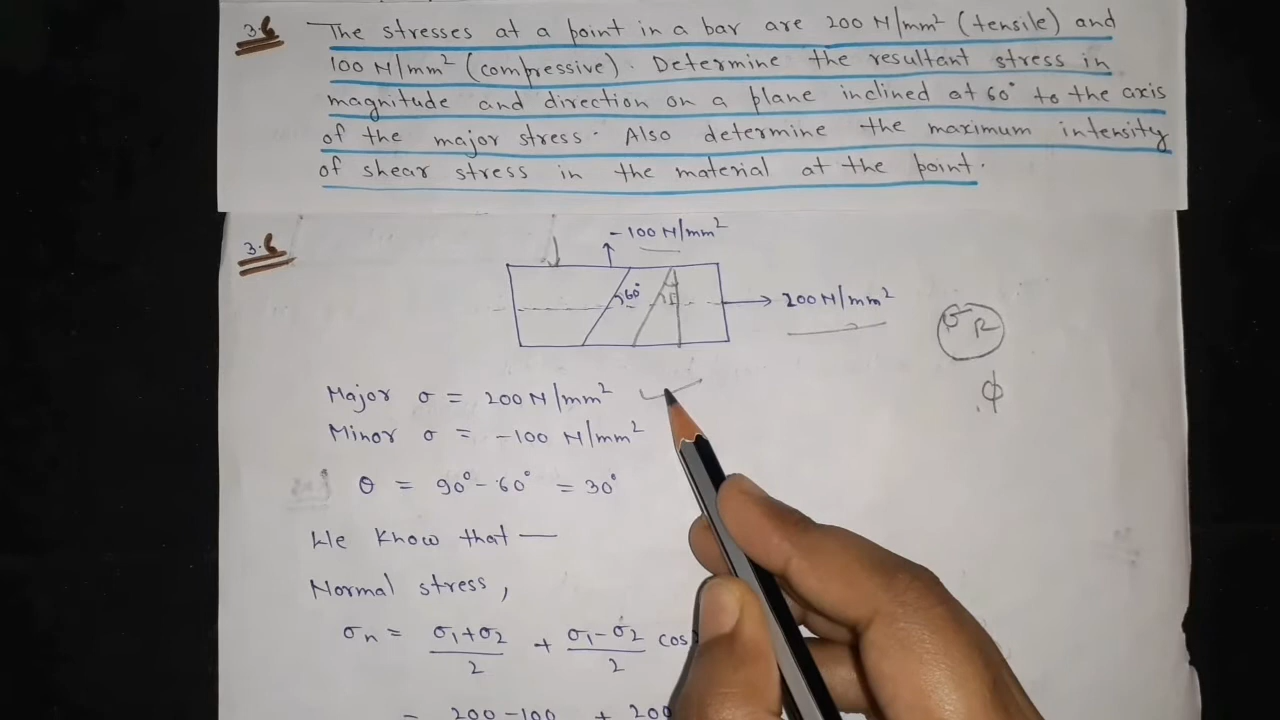 3.6 The stresses at a point in a bar are 200 N/mm² (tensile) and
100 N/mm² (compressive). Determine the resultant stress in
magnitude and direction on a plane inclined at 60° to the axis
of the major stress. Also determine the maximum intensity
of shear stress in the material at the point.
3.6
-100 N/mm²
60°
200 N/mm²
σR
φ
Major σ = 200 N/mm²
Minor σ = -100 N/mm²
θ = 90° - 60° = 30°
We know that —
Normal stress,
σn = σ1+σ2/2 + σ1-σ2/2 cos
= 200-100 + 200